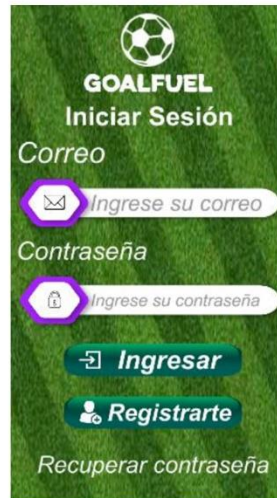 GOALFUEL
Iniciar Sesión
Correo
Ingrese su correo
Contraseña
Ingrese su contraseña
Ingresar
Registrarte
Recuperar contraseña